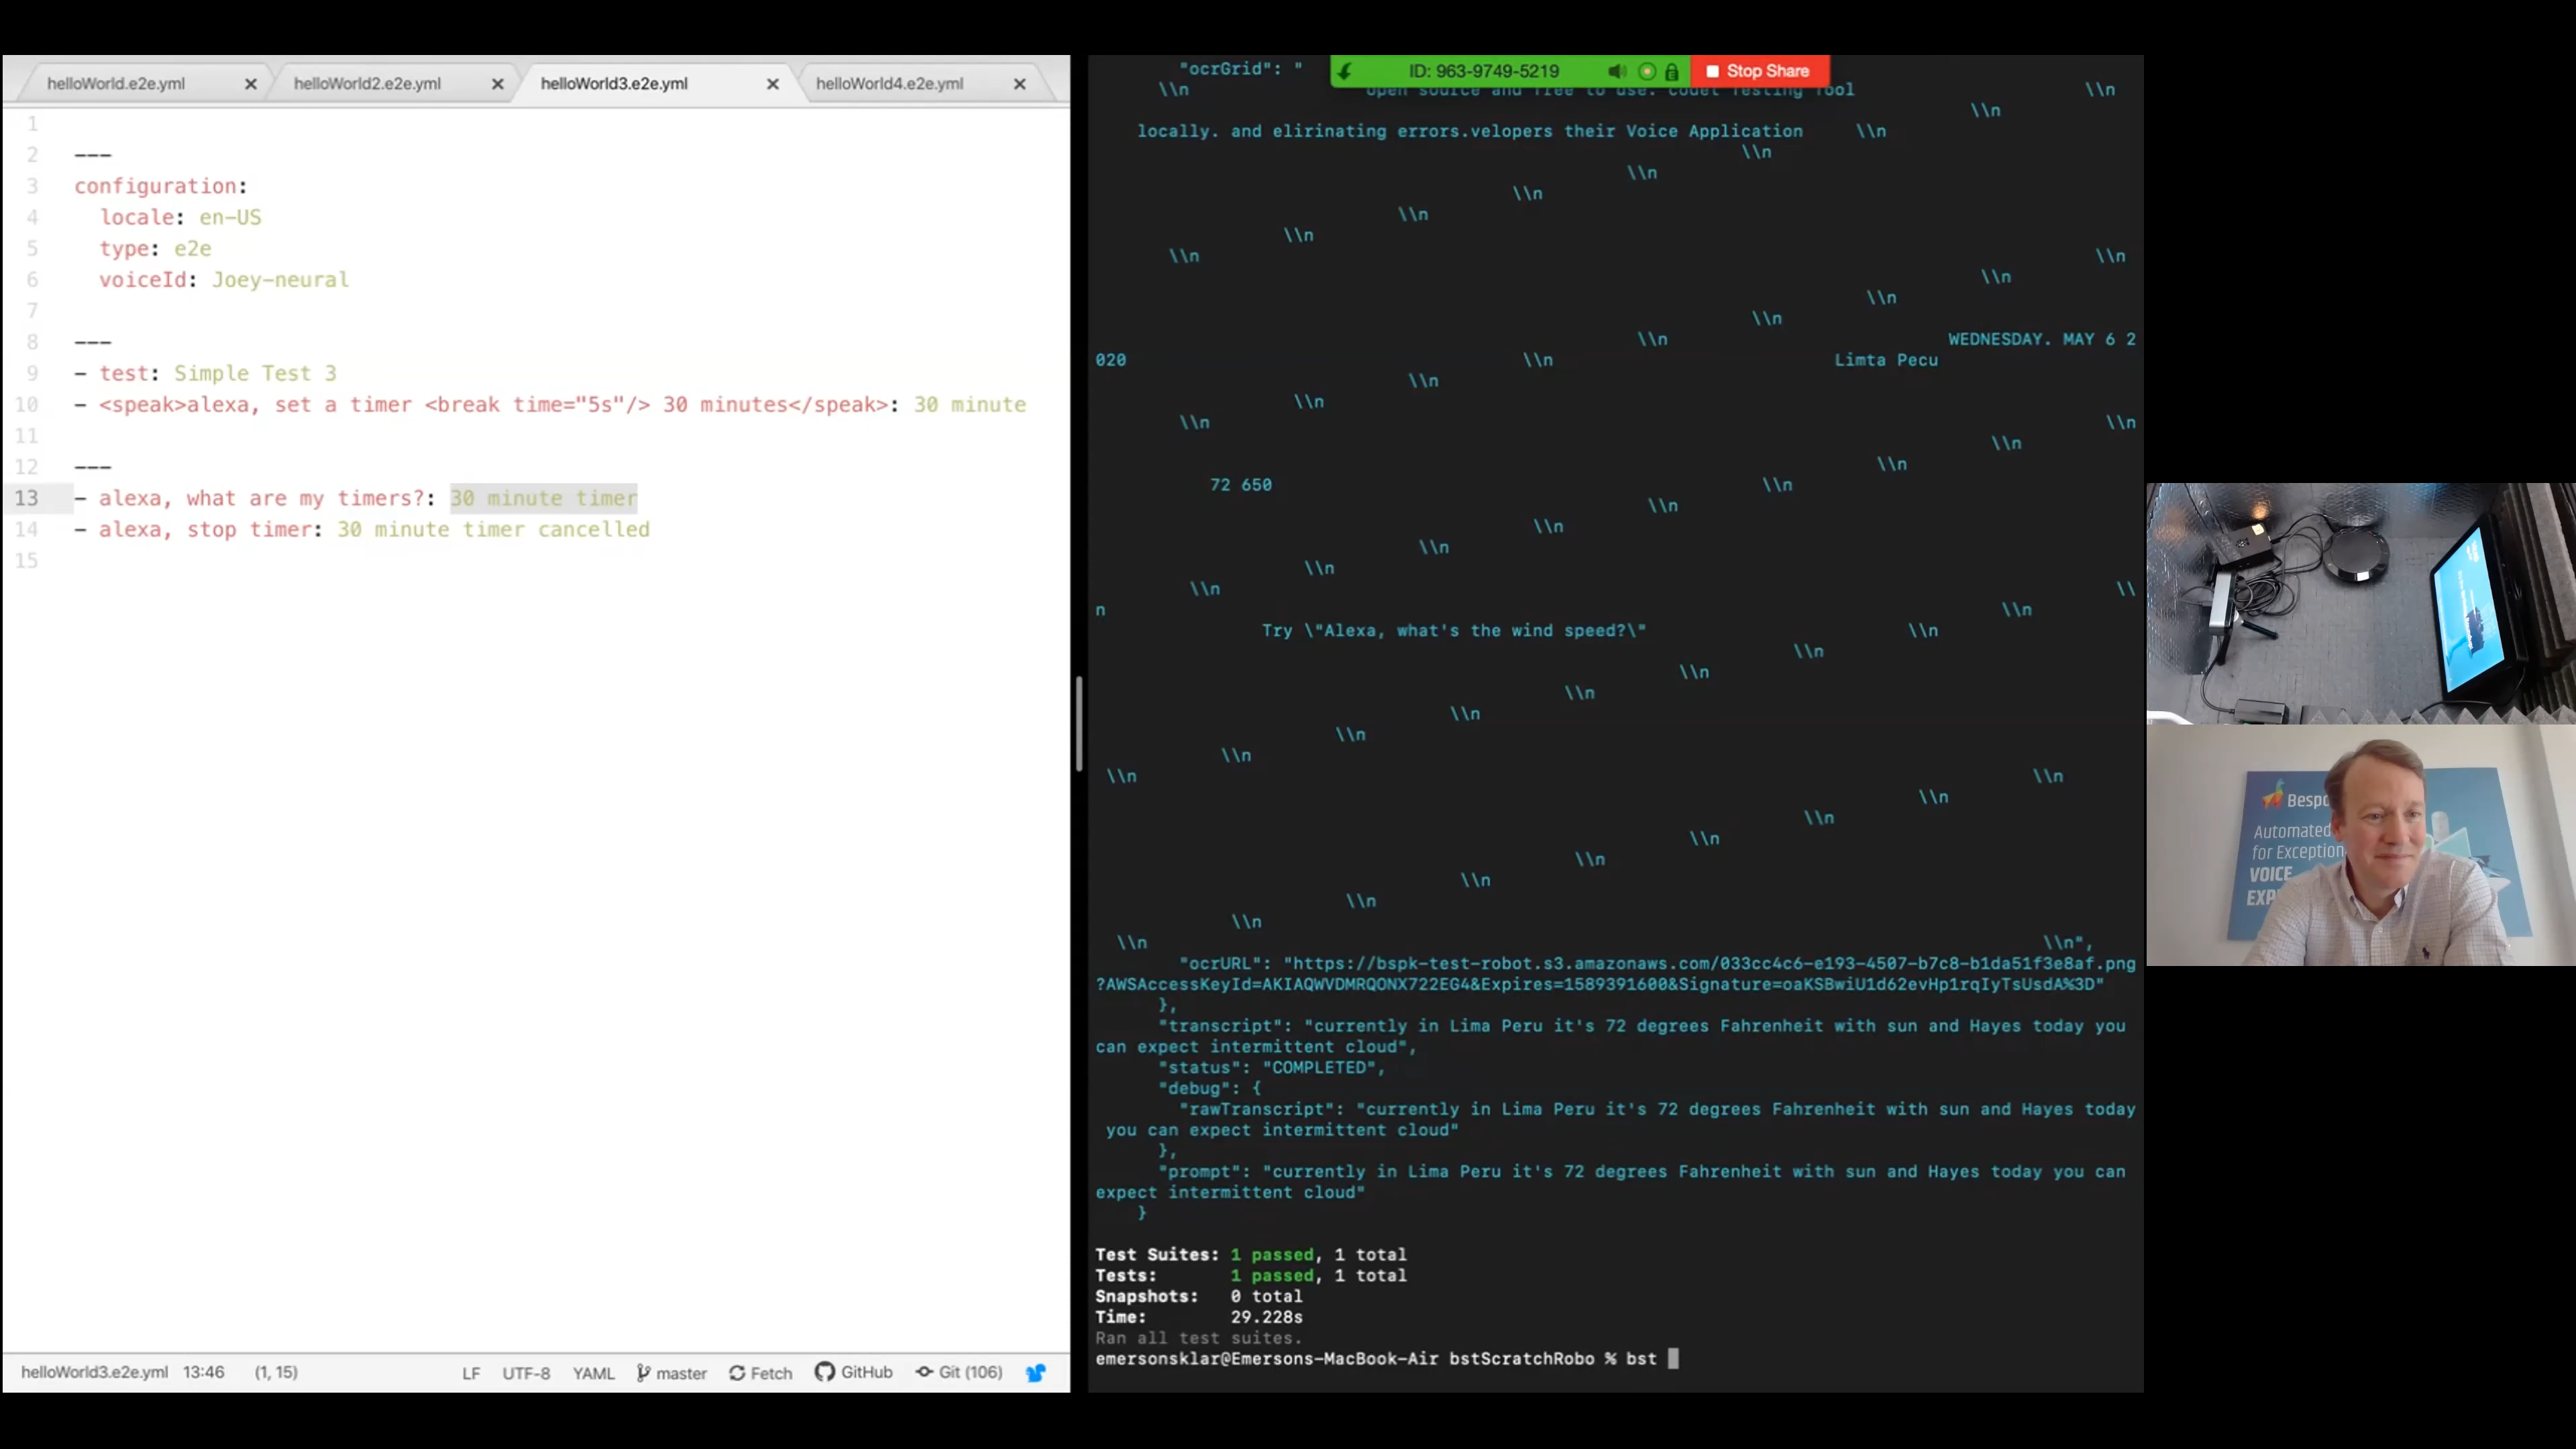 helloWorld.e2e.yml
helloWorld2.e2e.yml
helloWorld3.e2e.yml
helloWorld4.e2e.yml
1
2 ---
3 configuration:
4 locale: en-US
5 type: e2e
6 voiceId: Joey-neural
7
8 ---
9 - test: Simple Test 3
10 - <speak>alexa, set a timer <break time="5s"/> 30 minutes</speak>: 30 minute
11
12 ---
13 - alexa, what are my timers?: 30 minute timer
14 - alexa, stop timer: 30 minute timer cancelled
15
helloWorld3.e2e.yml 13:46 (1, 15) LF UTF-8 YAML master Fetch GitHub Git (106)
ID: 963-9749-5219 Stop Share
"ocrGrid": "
\\n open source and free to use. Testing Tool \\n
\\n
locally. and elirinating errors.velopers their Voice Application \\n
\\n
\\n
\\n
\\n
\\n
\\n \\n
\\n
\\n
\\n
\\n WEDNESDAY. MAY 6 2
020 \\n Limta Pecu
\\n
\\n
\\n \\n
\\n
\\n
72 650 \\n
\\n
\\n
\\n
\\n
\\n \\
n \\n
Try \"Alexa, what's the wind speed?\" \\n
\\n
\\n
\\n
\\n
\\n
\\n
\\n \\n
\\n
\\n
\\n
\\n
\\n
\\n
\\n
\\n \\n",
"ocrURL": "https://bspk-test-robot.s3.amazonaws.com/033cc4c6-e193-4507-b7c8-b1da51f3e8af.png
?AWSAccessKeyId=AKIAQWVDMRQONX722EG4&Expires=1589391600&Signature=oaKSBwiU1d62evHp1rqIyTsUsdA%3D"
},
"transcript": "currently in Lima Peru it's 72 degrees Fahrenheit with sun and Hayes today you
can expect intermittent cloud",
"status": "COMPLETED",
"debug": {
"rawTranscript": "currently in Lima Peru it's 72 degrees Fahrenheit with sun and Hayes today
you can expect intermittent cloud"
},
"prompt": "currently in Lima Peru it's 72 degrees Fahrenheit with sun and Hayes today you can
expect intermittent cloud"
}
Test Suites: 1 passed, 1 total
Tests: 1 passed, 1 total
Snapshots: 0 total
Time: 29.228s
Ran all test suites.
emersonsklar@Emersons-MacBook-Air bstScratchRobo % bst
Bespo
Automated
for Exception
VOICE
EXP